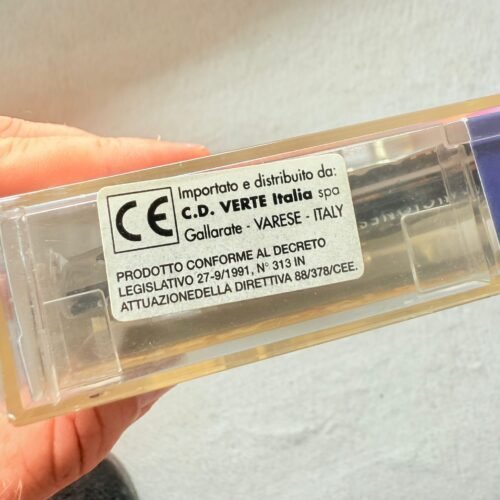 CE
Importato e distribuito da:
C.D. VERTE Italia spa
Gallarate - VARESE - ITALY
PRODOTTO CONFORME AL DECRETO
LEGISLATIVO 27-9/1991, N° 313 IN
ATTUAZIONEDELLA DIRETTIVA 88/378/CEE.